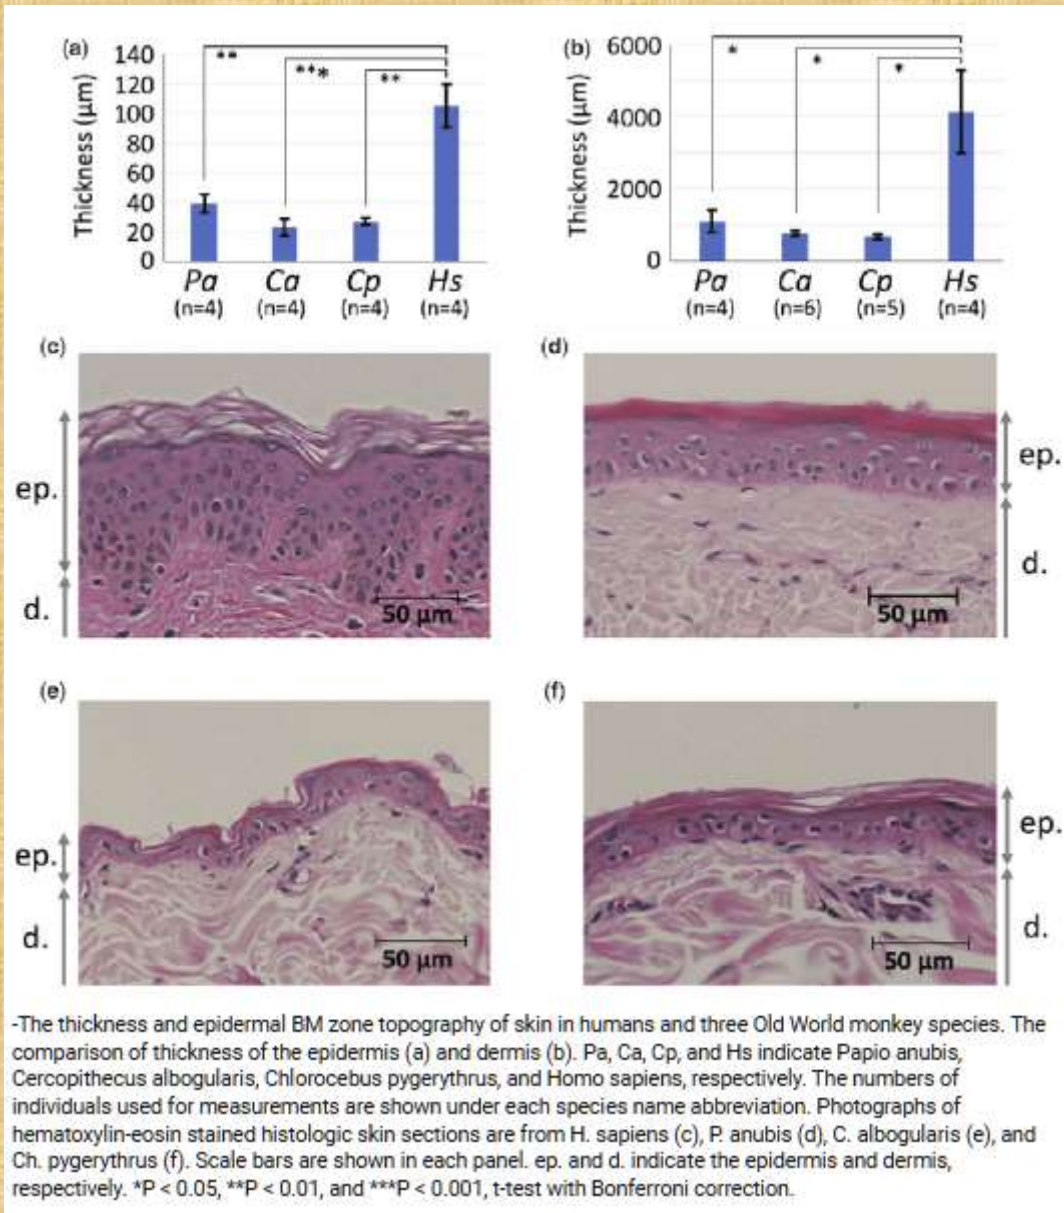 (a)
140
120
100
80
60
40
20
0
Thickness (µm)
**
***
**
Pa Ca Cp Hs
(n=4) (n=4) (n=4) (n=4)
(b)
6000
4000
2000
0
Thickness (µm)
*
*
*
Pa Ca Cp Hs
(n=4) (n=6) (n=5) (n=4)
(c)
ep.
d.
50 µm
(d)
ep.
d.
50 µm
(e)
ep.
d.
50 µm
(f)
ep.
d.
50 µm
-The thickness and epidermal BM zone topography of skin in humans and three Old World monkey species. The
comparison of thickness of the epidermis (a) and dermis (b). Pa, Ca, Cp, and Hs indicate Papio anubis,
Cercopithecus albogularis, Chlorocebus pygerythrus, and Homo sapiens, respectively. The numbers of
individuals used for measurements are shown under each species name abbreviation. Photographs of
hematoxylin-eosin stained histologic skin sections are from H. sapiens (c), P. anubis (d), C. albogularis (e), and
Ch. pygerythrus (f). Scale bars are shown in each panel. ep. and d. indicate the epidermis and dermis,
respectively. *P < 0.05, **P < 0.01, and ***P < 0.001, t-test with Bonferroni correction.